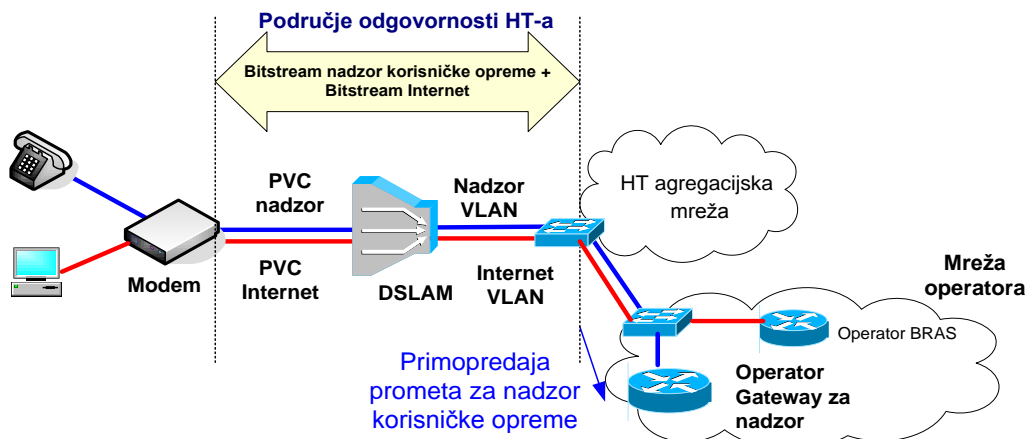 Područje odgovornosti HT-a
Bitstream nadzor korisničke opreme +
Bitstream Internet
HT agregacijska
mreža
PVC
nadzor
Nadzor
VLAN
Modem
PVC
Internet
DSLAM
Internet
VLAN
Mreža
operatora
Operator BRAS
Primopredaja
prometa za nadzor
korisničke opreme
Operator
Gateway za
nadzor